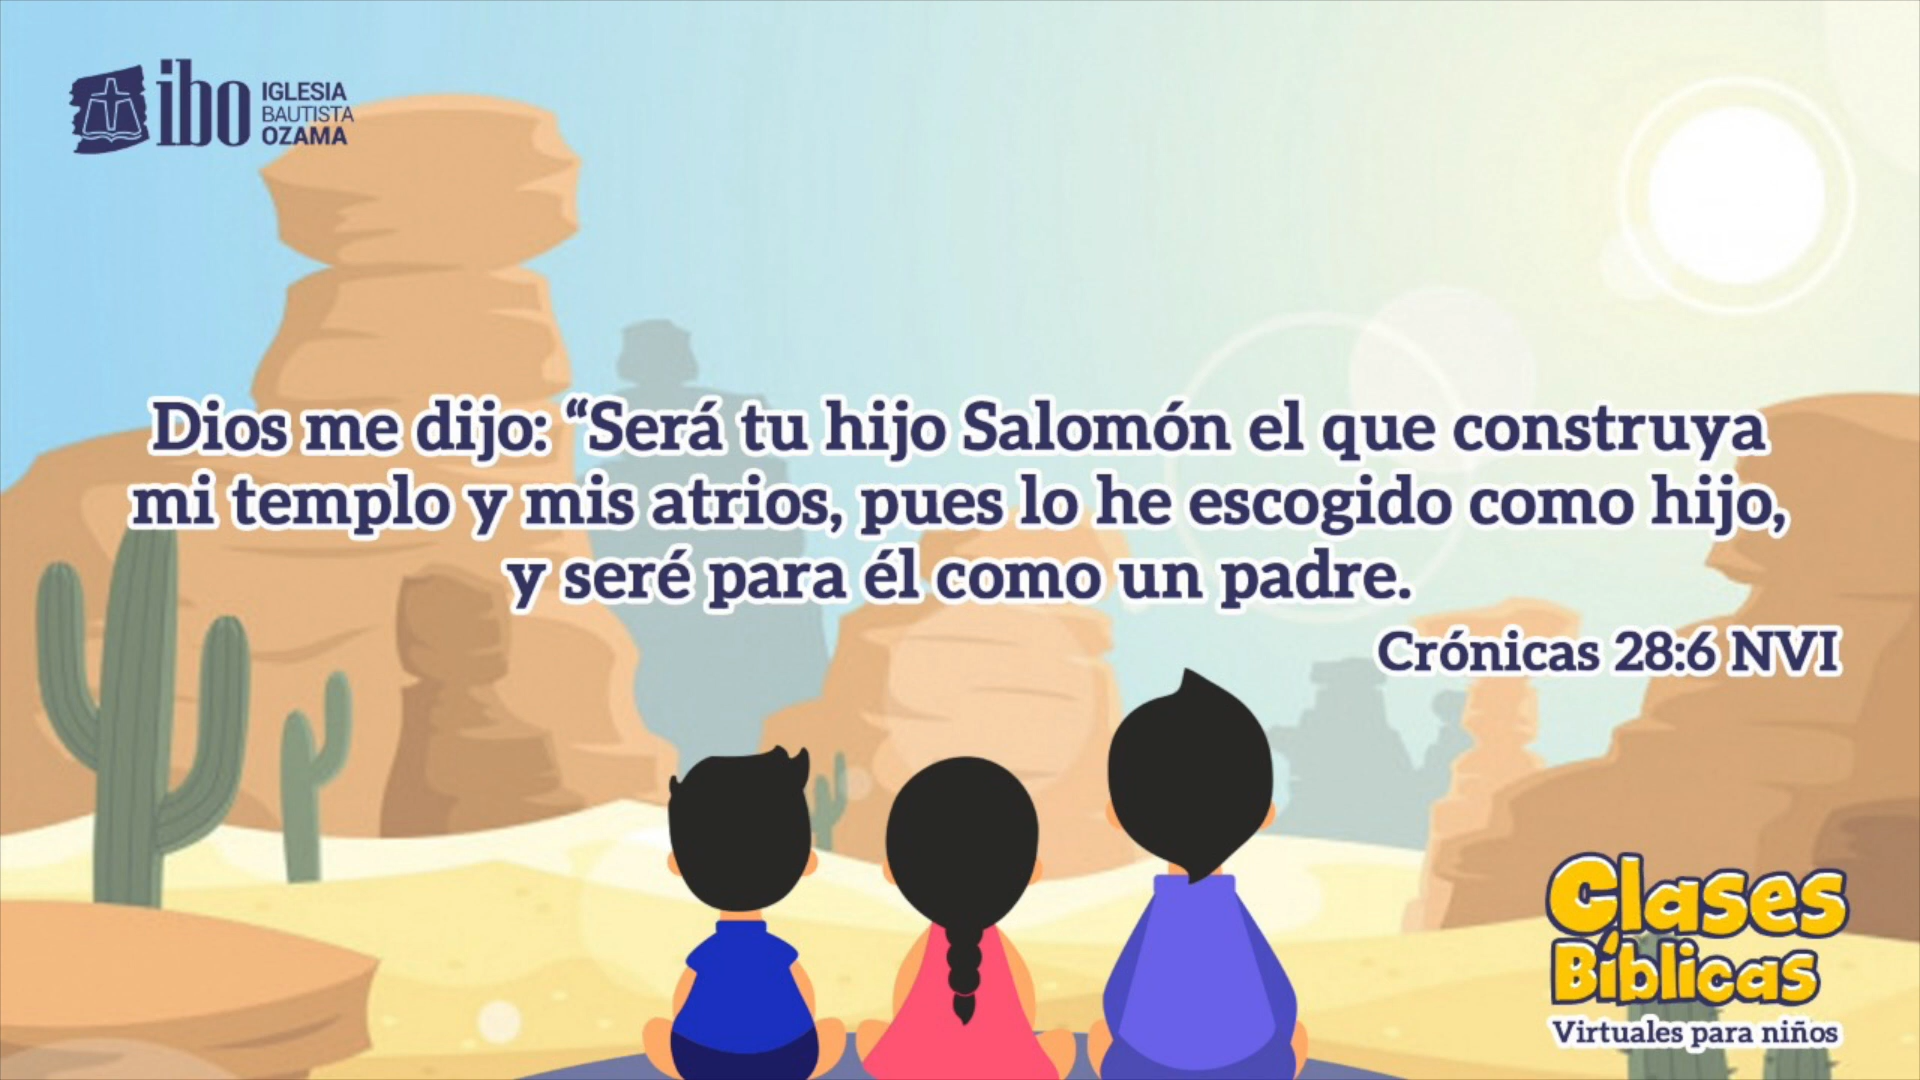 ibo
IGLESIA
BAUTISTA
OZAMA
Dios me dijo: “Será tu hijo Salomón el que construya
mi templo y mis atrios, pues lo he escogido como hijo,
y seré para él como un padre.
Crónicas 28:6 NVI
Clases
Bíblicas
Virtuales para niños